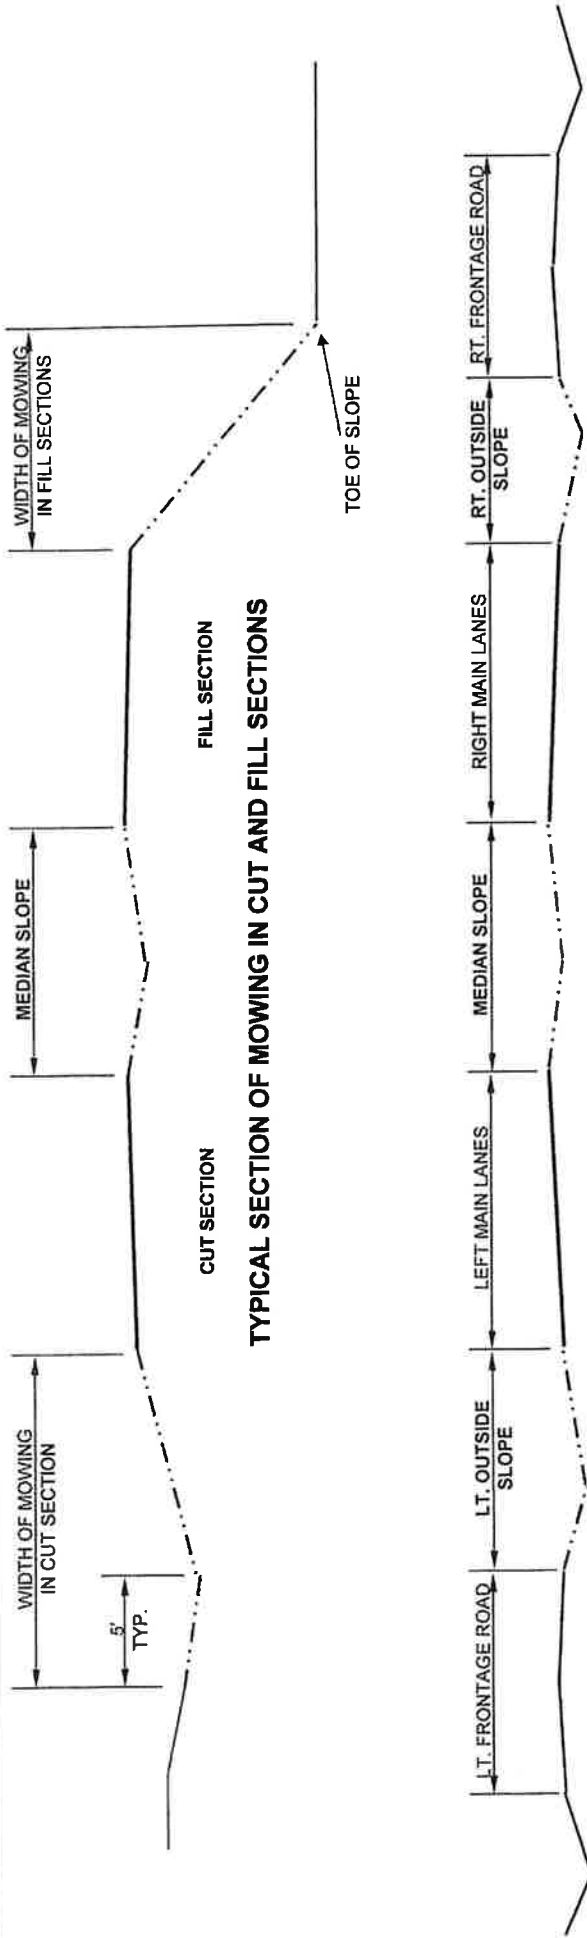 WIDTH OF MOWING
IN CUT SECTION
MEDIAN SLOPE
WIDTH OF MOWING
IN FILL SECTIONS
5'
TYP.
TOE OF SLOPE
CUT SECTION
FILL SECTION
TYPICAL SECTION OF MOWING IN CUT AND FILL SECTIONS
LT. FRONTAGE ROAD
LT. OUTSIDE
SLOPE
LEFT MAIN LANES
MEDIAN SLOPE
RIGHT MAIN LANES
RT. OUTSIDE
SLOPE
RT. FRONTAGE ROAD